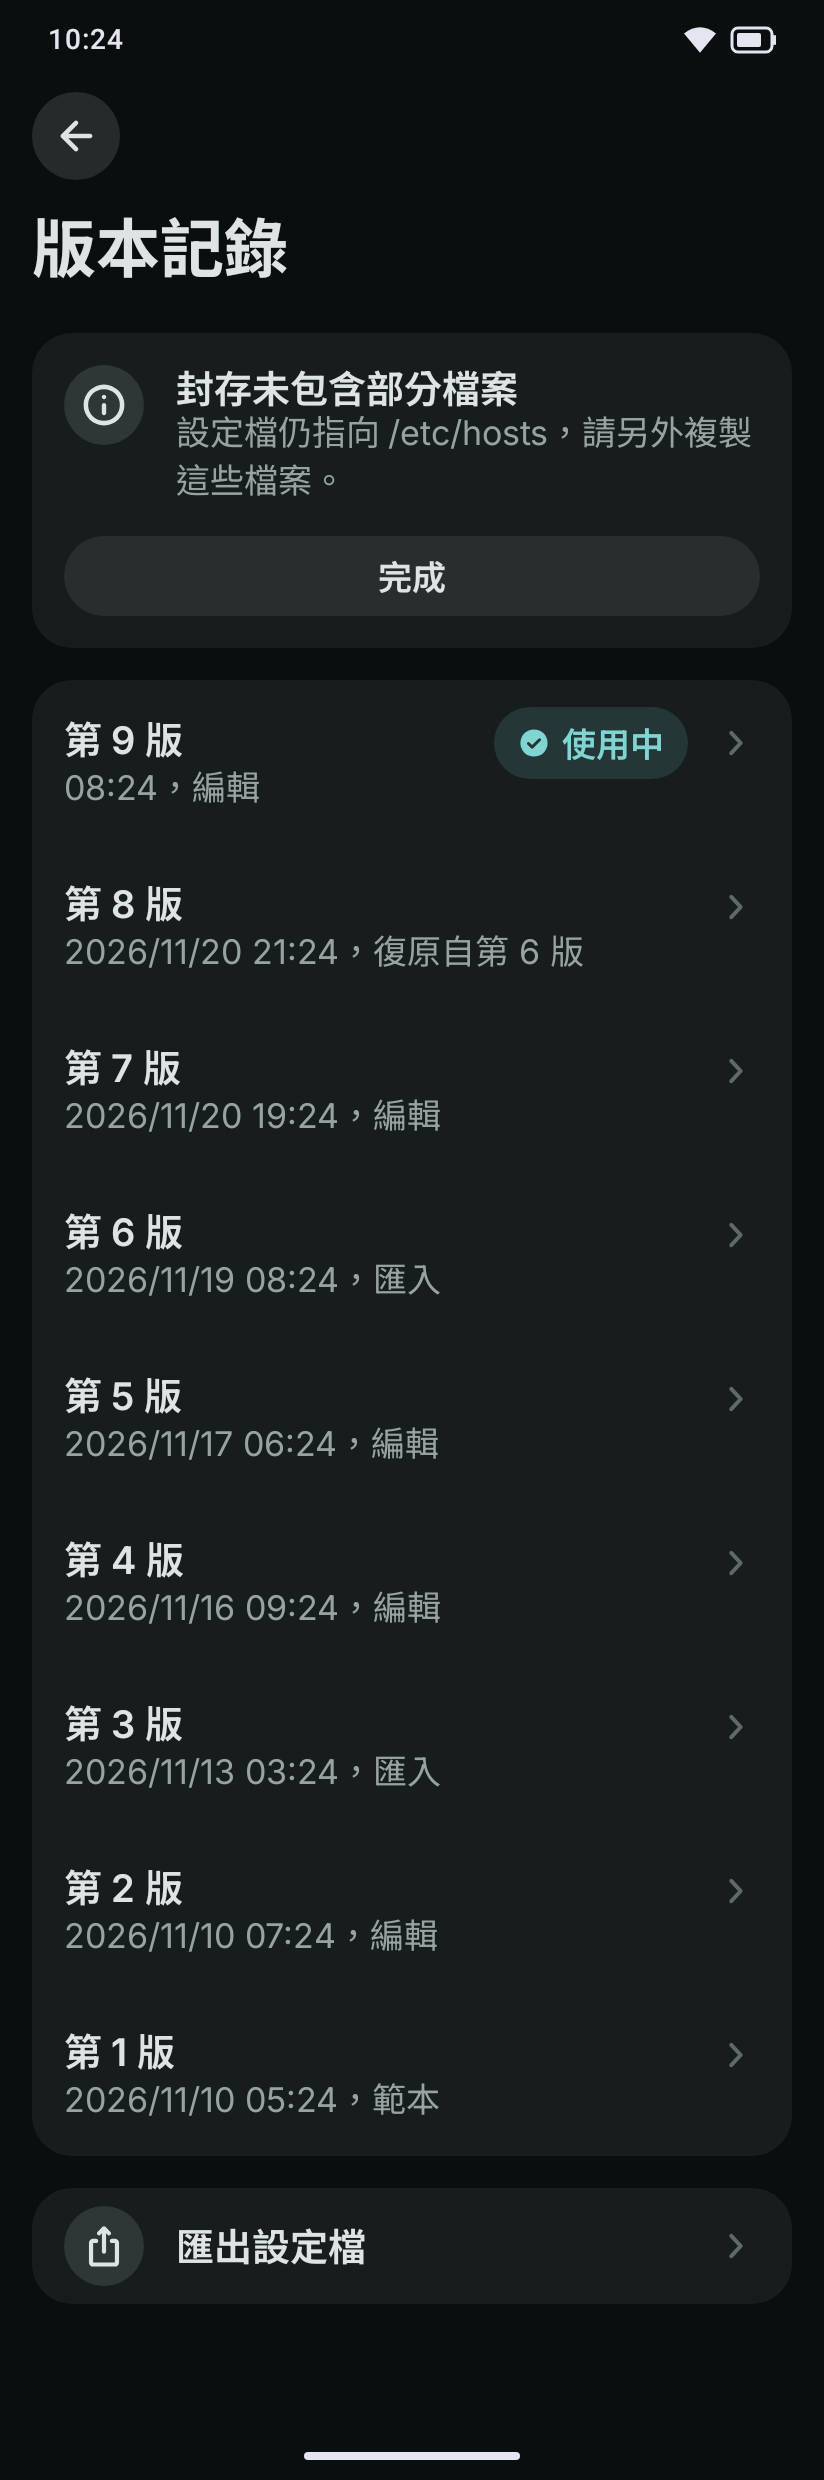 10:24
版本記錄
封存未包含部分檔案
設定檔仍指向 /etc/hosts，請另外複製
這些檔案。
完成
第 9 版
使用中
08:24，編輯
第 8 版
2026/11/20 21:24，復原自第 6 版
第 7 版
2026/11/20 19:24，編輯
第 6 版
2026/11/19 08:24，匯入
第 5 版
2026/11/17 06:24，編輯
第 4 版
2026/11/16 09:24，編輯
第 3 版
2026/11/13 03:24，匯入
第 2 版
2026/11/10 07:24，編輯
第 1 版
2026/11/10 05:24，範本
匯出設定檔